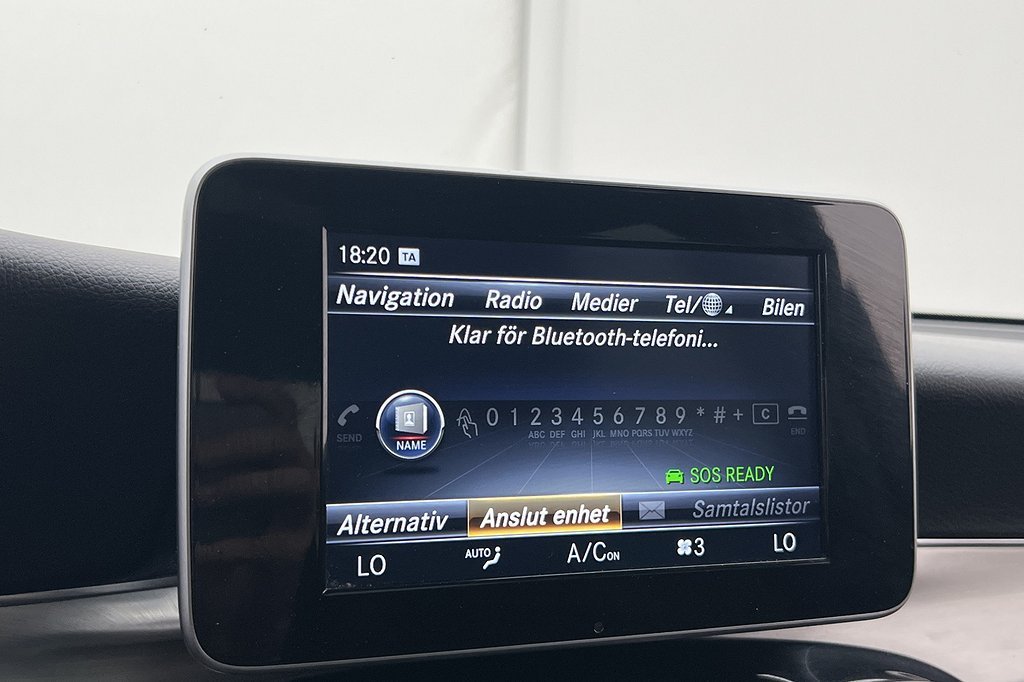 18:20 TA
Navigation Radio Medier Tel/ Bilen
Klar för Bluetooth-telefoni...
SEND NAME 0 1 2 3 4 5 6 7 8 9 * # + C END
ABC DEF GHI JKL MNO PQRS TUV WXYZ
SOS READY
Alternativ Anslut enhet Samtalslistor
LO AUTO A/C ON 3 LO